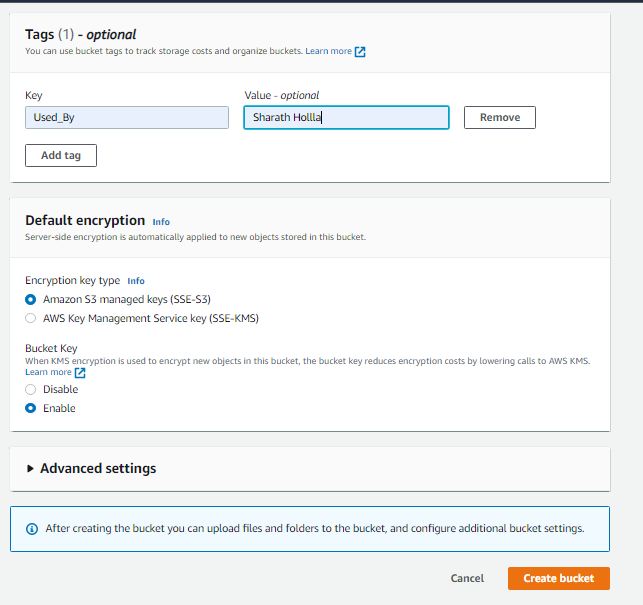 Tags (1) - optional
You can use bucket tags to track storage costs and organize buckets. Learn more
Key Value - optional
Used_By Sharath Hollla Remove
Add tag
Default encryption Info
Server-side encryption is automatically applied to new objects stored in this bucket.
Encryption key type Info
Amazon S3 managed keys (SSE-S3)
AWS Key Management Service key (SSE-KMS)
Bucket Key
When KMS encryption is used to encrypt new objects in this bucket, the bucket key reduces encryption costs by lowering calls to AWS KMS.
Learn more
Disable
Enable
Advanced settings
After creating the bucket you can upload files and folders to the bucket, and configure additional bucket settings.
Cancel Create bucket